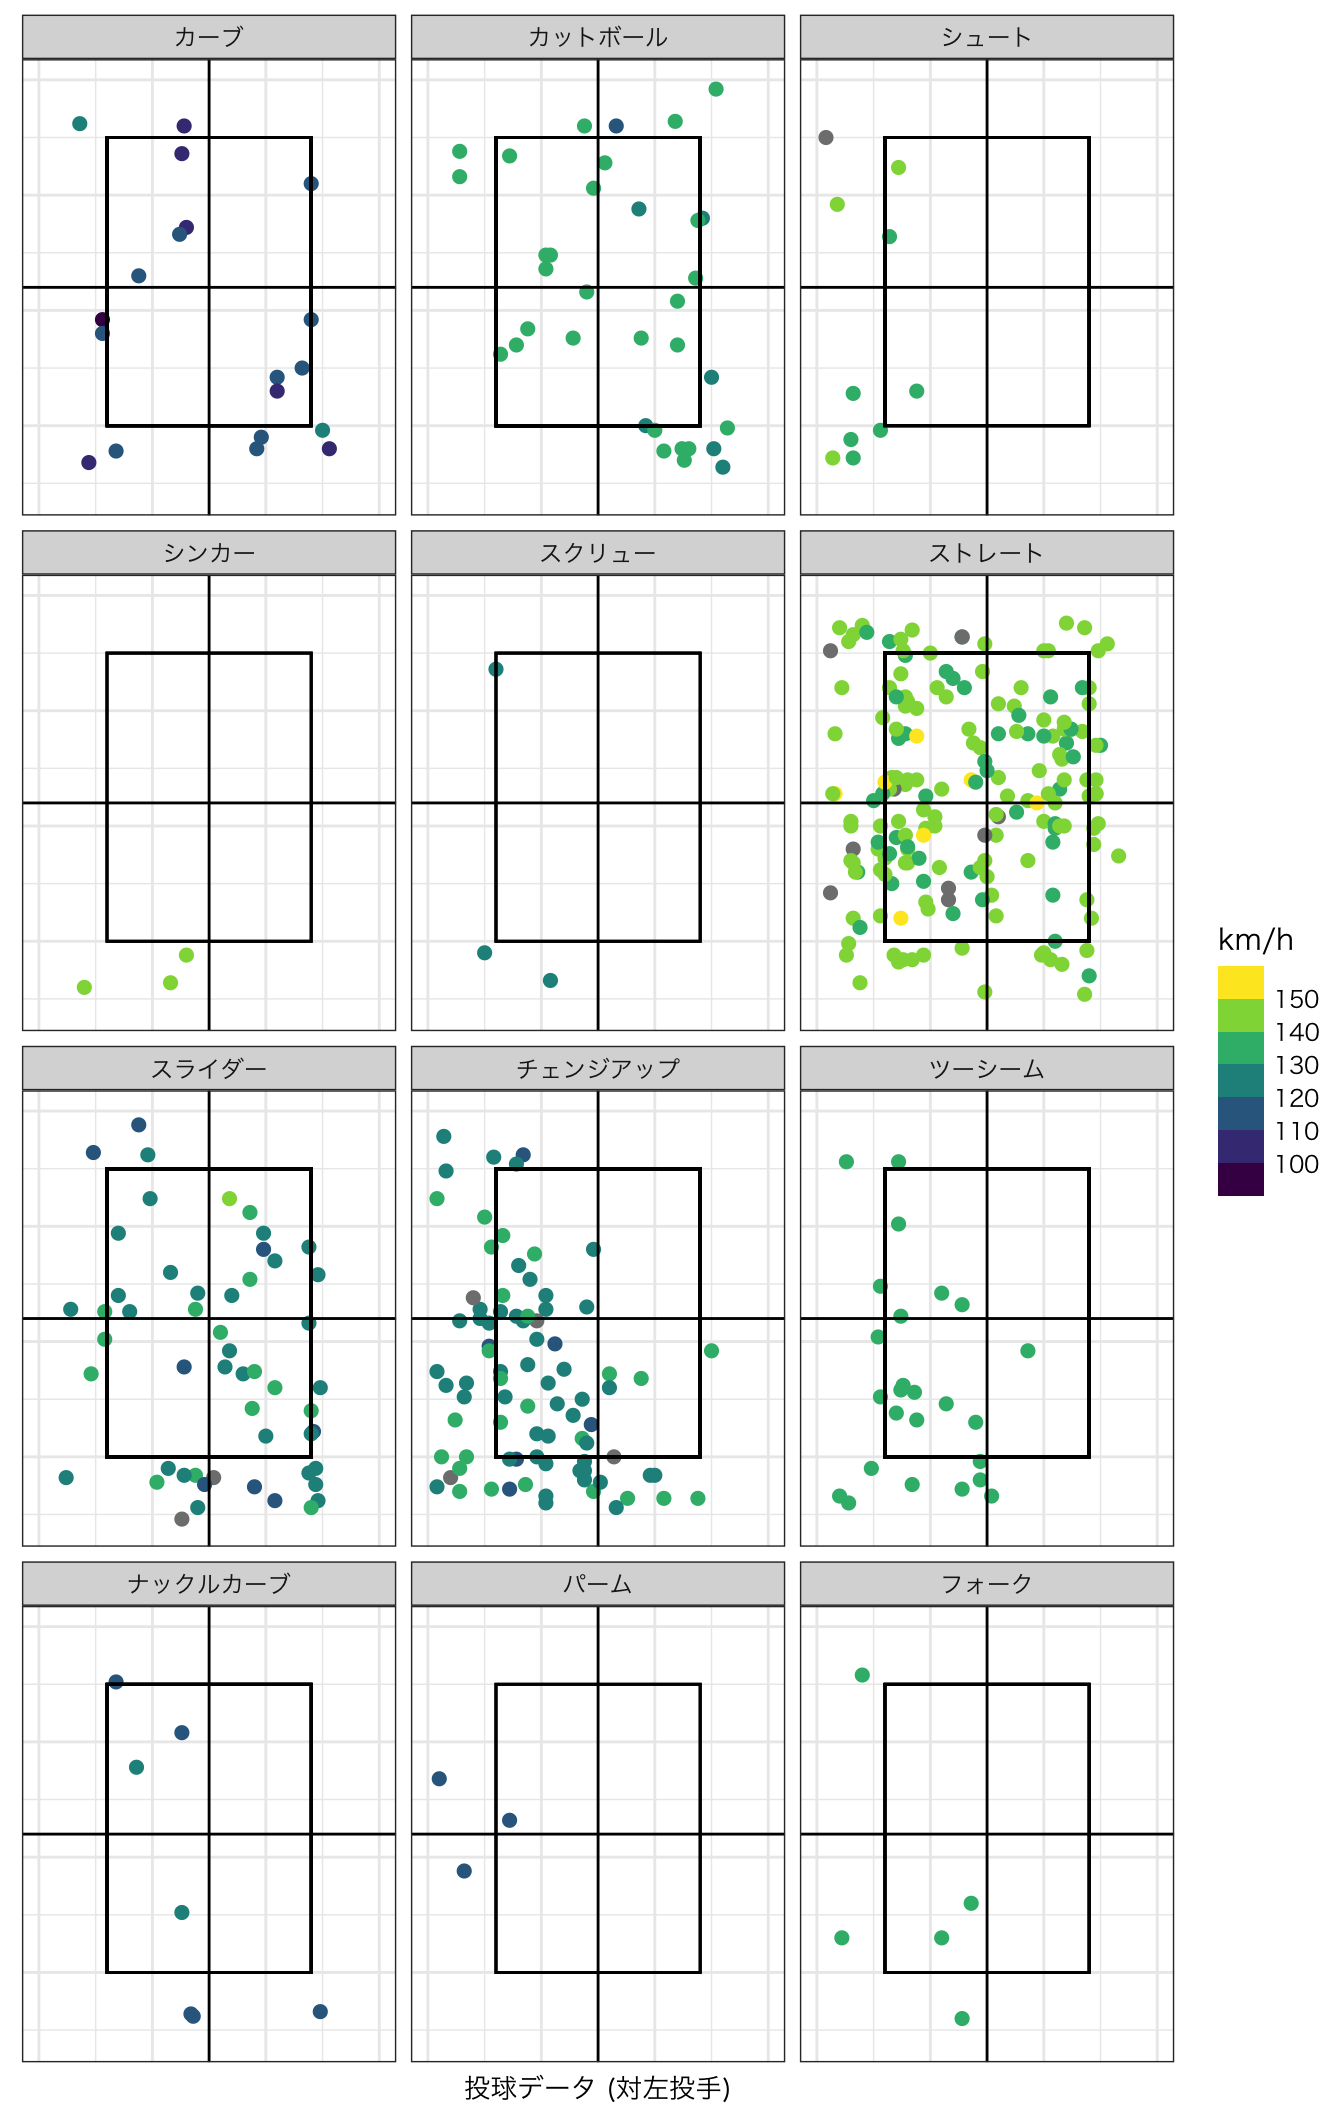 カーブ
カットボール
シュート
シンカー
スクリュー
ストレート
スライダー
チェンジアップ
ツーシーム
ナックルカーブ
パーム
フォーク
km/h
150
140
130
120
110
100
投球データ (対左投手)